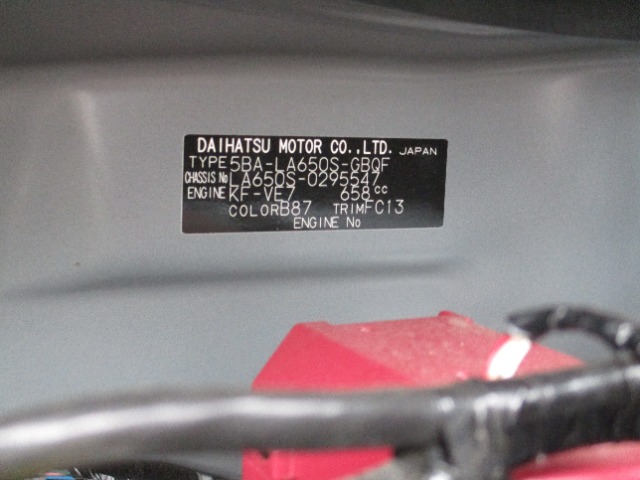 DAIHATSU MOTOR CO.,LTD. JAPAN
TYPE 5BA-LA650S-GBQF
CHASSIS No LA650S-0295547
ENGINE KF-VE7 658cc
COLOR B87 TRIM FC13
ENGINE No